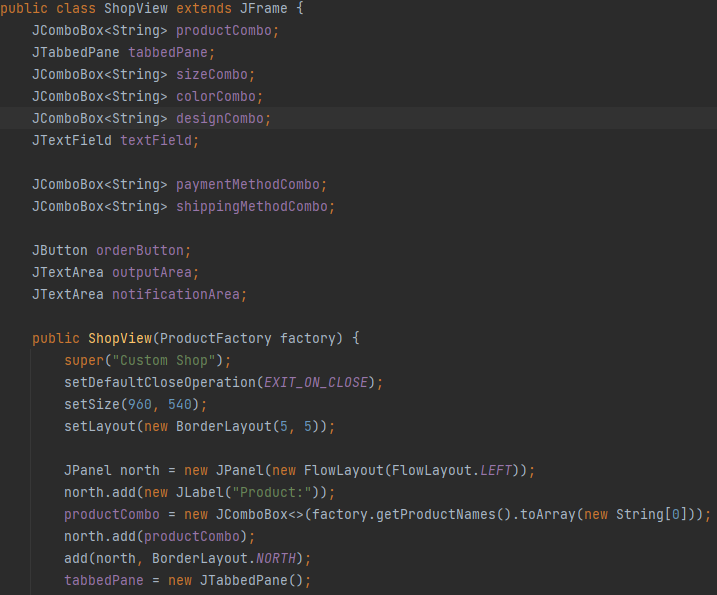 public class ShopView extends JFrame {
JComboBox<String> productCombo;
JTabbedPane tabbedPane;
JComboBox<String> sizeCombo;
JComboBox<String> colorCombo;
JComboBox<String> designCombo;
JTextField textField;
JComboBox<String> paymentMethodCombo;
JComboBox<String> shippingMethodCombo;
JButton orderButton;
JTextArea outputArea;
JTextArea notificationArea;
public ShopView(ProductFactory factory) {
super("Custom Shop");
setDefaultCloseOperation(EXIT_ON_CLOSE);
setSize(960, 540);
setLayout(new BorderLayout(5, 5));
JPanel north = new JPanel(new FlowLayout(FlowLayout.LEFT));
north.add(new JLabel("Product:"));
productCombo = new JComboBox<>(factory.getProductNames().toArray(new String[0]));
north.add(productCombo);
add(north, BorderLayout.NORTH);
tabbedPane = new JTabbedPane();